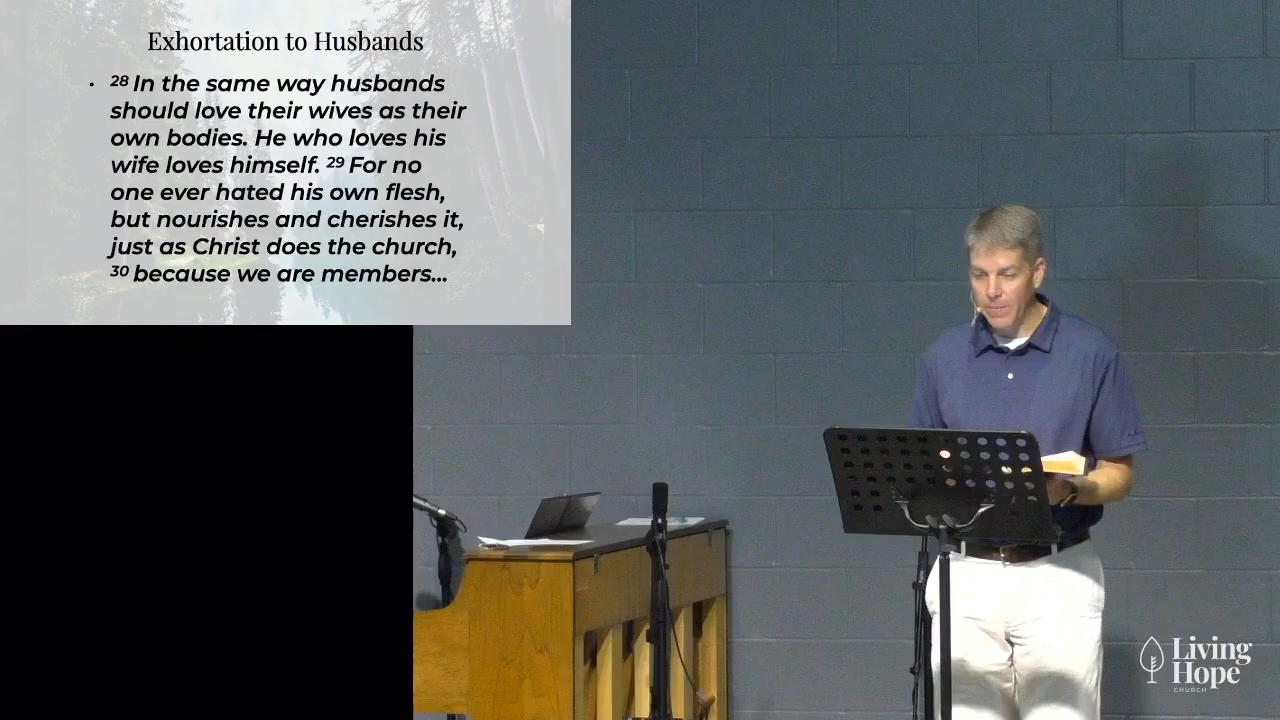 Exhortation to Husbands
• 28 In the same way husbands
should love their wives as their
own bodies. He who loves his
wife loves himself. 29 For no
one ever hated his own flesh,
but nourishes and cherishes it,
just as Christ does the church,
30 because we are members...
Living
Hope
CHURCH